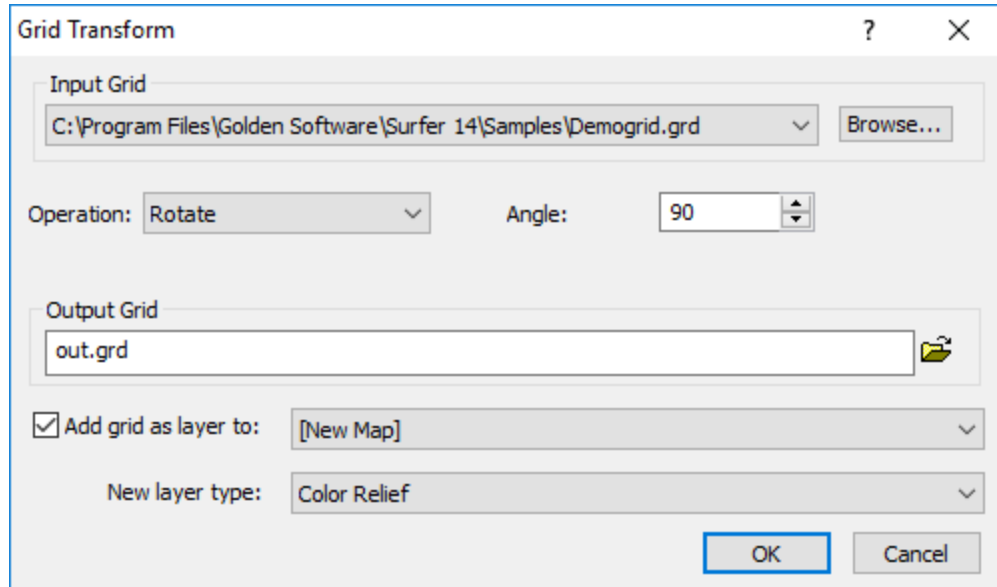 Grid Transform ?
Input Grid
C:\Program Files\Golden Software\Surfer 14\Samples\Demogrid.grd Browse...
Operation: Rotate Angle: 90
Output Grid
out.grd
Add grid as layer to: [New Map]
New layer type: Color Relief
OK Cancel